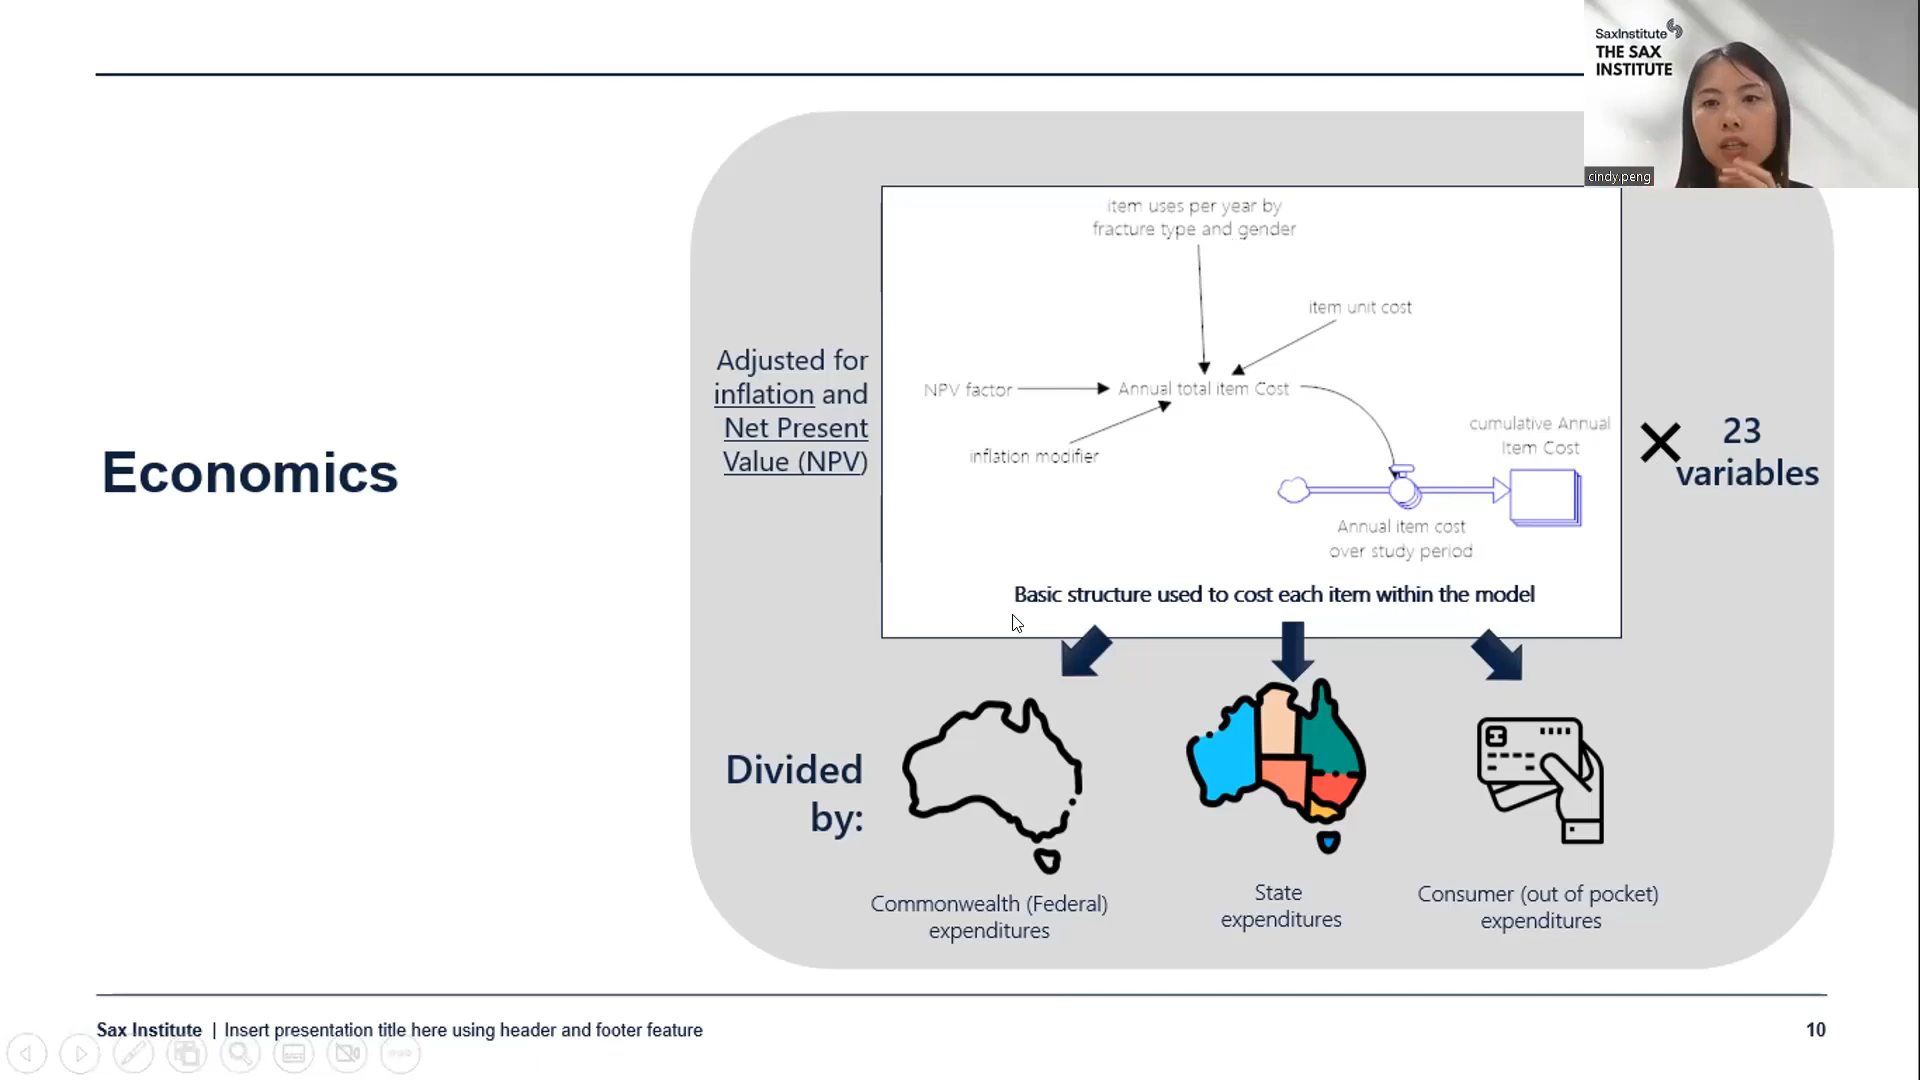 SaxInstitute
THE SAX
INSTITUTE
cindy.peng
item uses per year by
fracture type and gender
item unit cost
Adjusted for
inflation and
Net Present
Value (NPV)
NPV factor
Annual total item Cost
inflation modifier
cumulative Annual
Item Cost
Annual item cost
over study period
23
variables
Economics
Basic structure used to cost each item within the model
Divided
by:
Commonwealth (Federal)
expenditures
State
expenditures
Consumer (out of pocket)
expenditures
Sax Institute | Insert presentation title here using header and footer feature
10